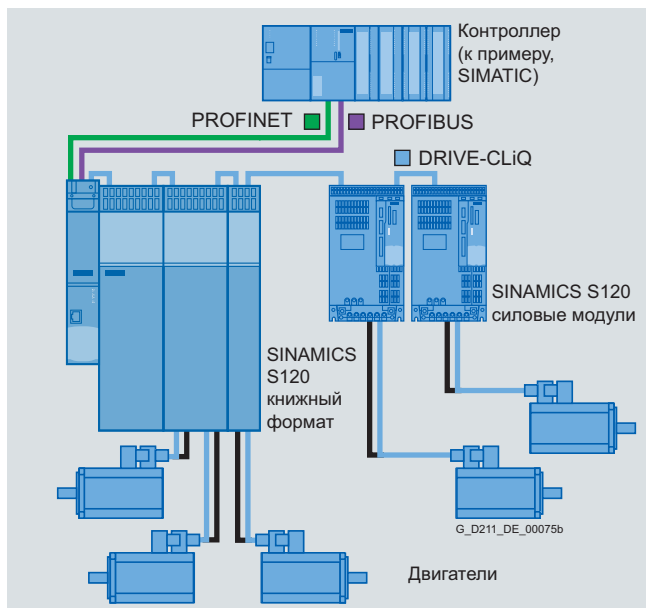 Контроллер
(к примеру,
SIMATIC)
PROFINET
PROFIBUS
DRIVE-CLiQ
SINAMICS S120
силовые модули
SINAMICS
S120
книжный
формат
G_D211_DE_00075b
Двигатели